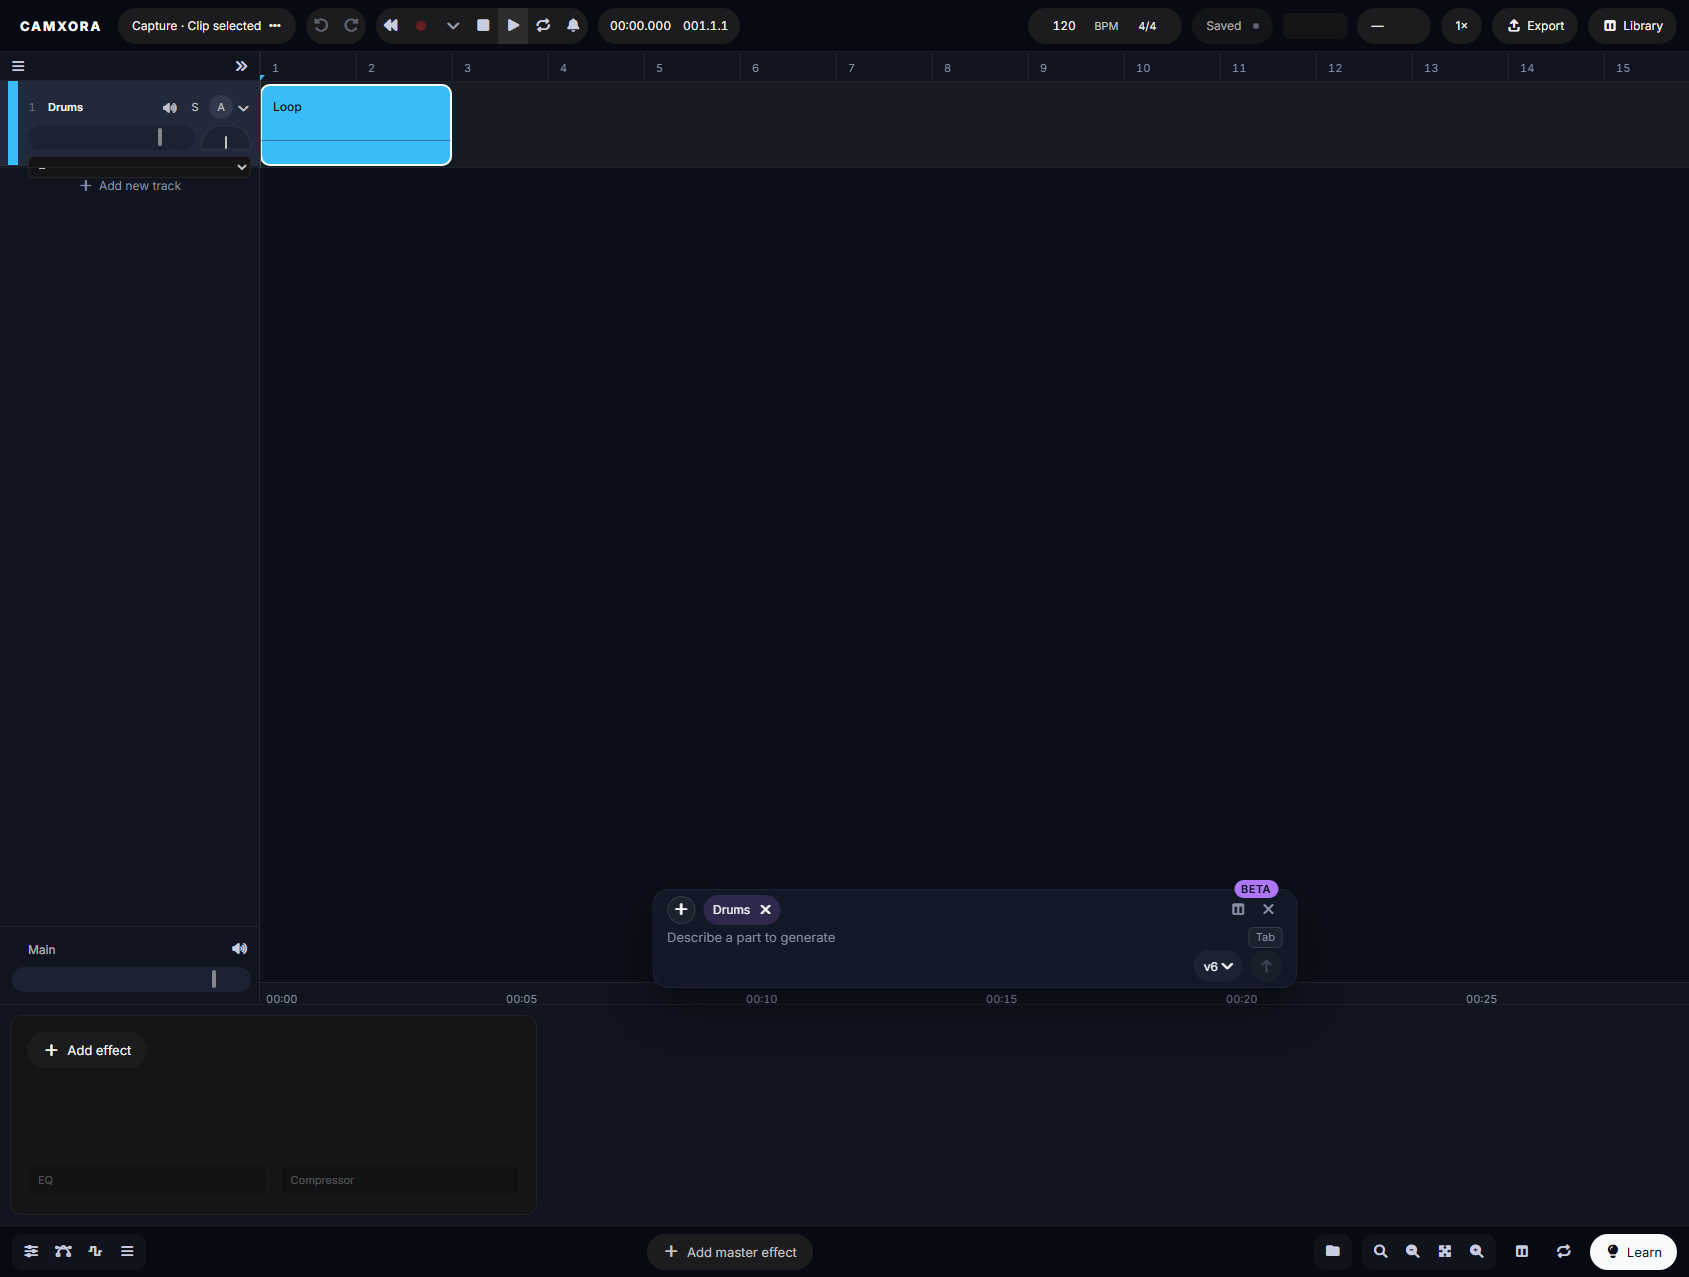 CAMXORA
Capture · Clip selected •••
00:00.000 001.1.1
120 BPM 4/4
Saved
—
1×
Export
Library
1 2 3 4 5 6 7 8 9 10 11 12 13 14 15
1 Drums S A
–
Add new track
Loop
BETA
Drums
Describe a part to generate
Tab
v6
Main
00:00 00:05 00:10 00:15 00:20 00:25
Add effect
EQ
Compressor
Add master effect
Learn